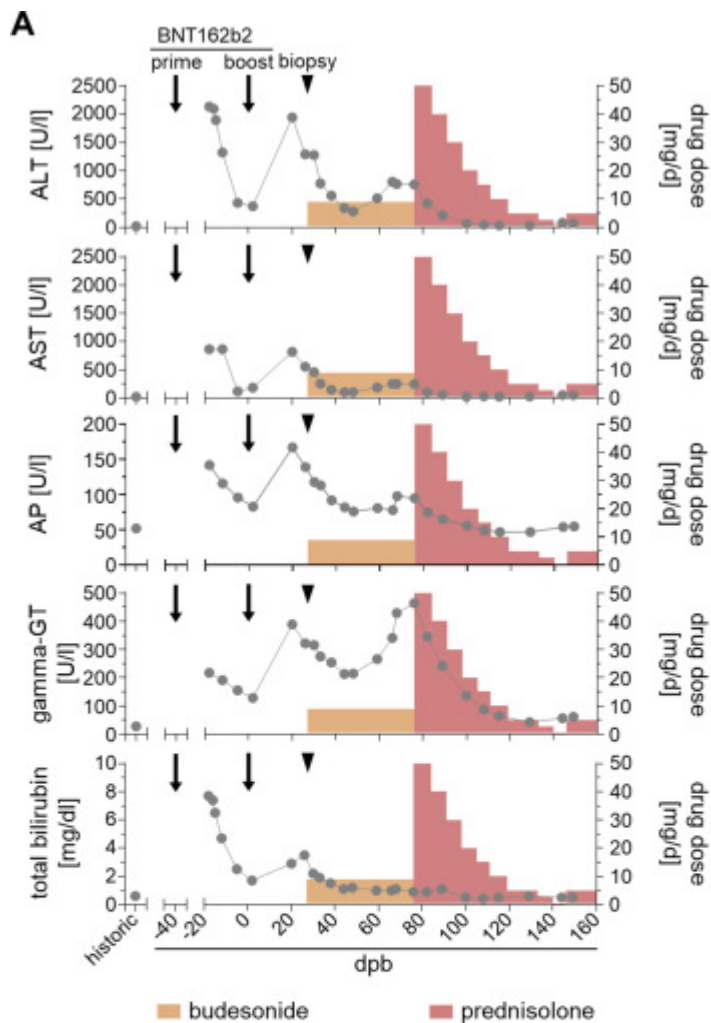 A
BNT162b2
prime boost biopsy
2500
2000
1500
1000
500
0
ALT [U/l]
50
40
30
20
10
0
drug dose
[mg/d]
2500
2000
1500
1000
500
0
AST [U/l]
50
40
30
20
10
0
drug dose
[mg/d]
200
150
100
50
0
AP [U/l]
50
40
30
20
10
0
drug dose
[mg/d]
500
400
300
200
100
0
gamma-GT
[U/l]
50
40
30
20
10
0
drug dose
[mg/d]
10
8
6
4
2
0
total bilirubin
[mg/dl]
50
40
30
20
10
0
drug dose
[mg/d]
historic -40 -20 0 20 40 60 80 100 120 140 160
dpb
budesonide prednisolone